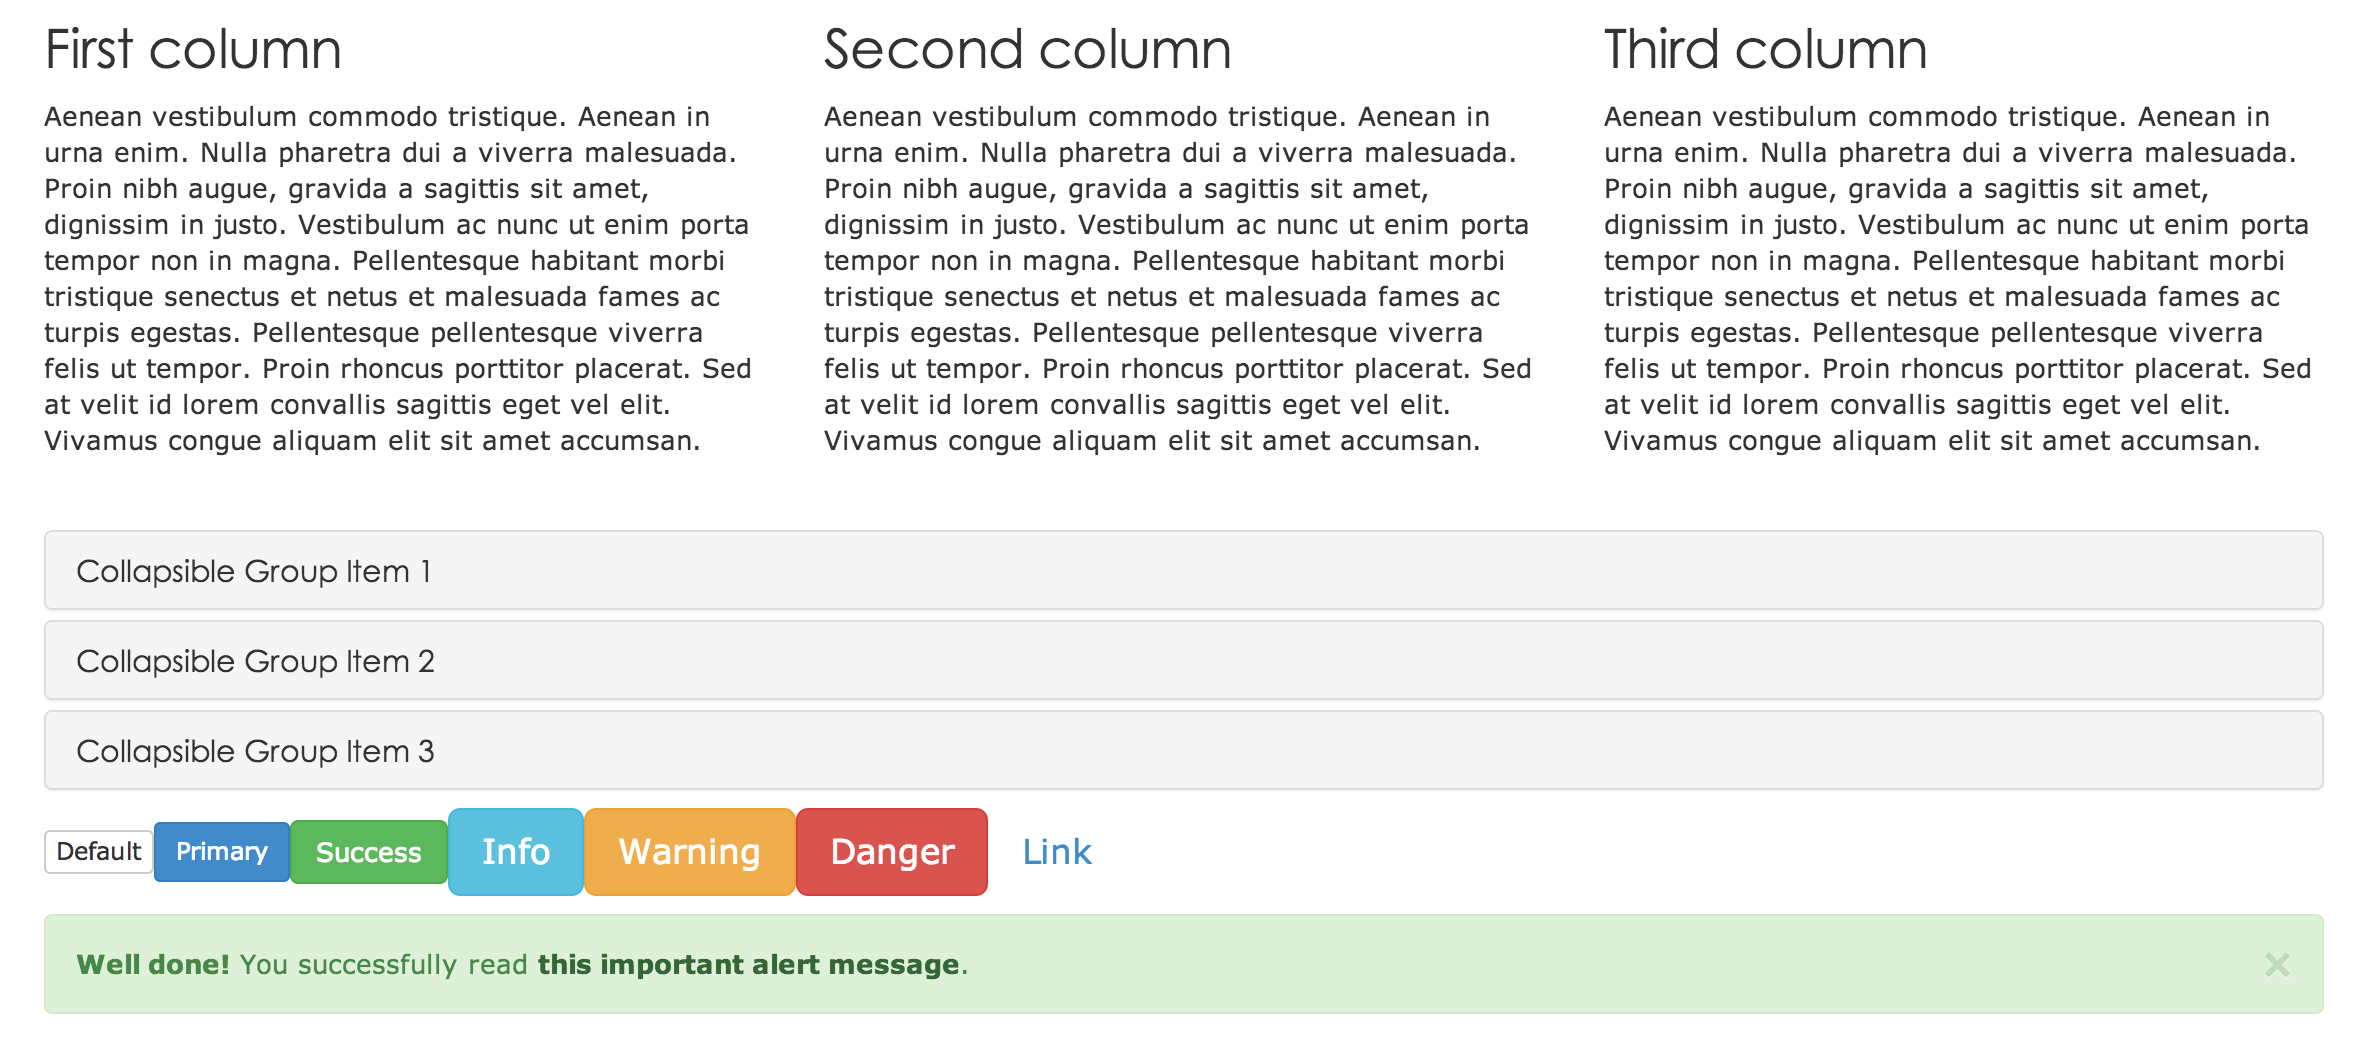 First column
Aenean vestibulum commodo tristique. Aenean in
urna enim. Nulla pharetra dui a viverra malesuada.
Proin nibh augue, gravida a sagittis sit amet,
dignissim in justo. Vestibulum ac nunc ut enim porta
tempor non in magna. Pellentesque habitant morbi
tristique senectus et netus et malesuada fames ac
turpis egestas. Pellentesque pellentesque viverra
felis ut tempor. Proin rhoncus porttitor placerat. Sed
at velit id lorem convallis sagittis eget vel elit.
Vivamus congue aliquam elit sit amet accumsan.
Second column
Aenean vestibulum commodo tristique. Aenean in
urna enim. Nulla pharetra dui a viverra malesuada.
Proin nibh augue, gravida a sagittis sit amet,
dignissim in justo. Vestibulum ac nunc ut enim porta
tempor non in magna. Pellentesque habitant morbi
tristique senectus et netus et malesuada fames ac
turpis egestas. Pellentesque pellentesque viverra
felis ut tempor. Proin rhoncus porttitor placerat. Sed
at velit id lorem convallis sagittis eget vel elit.
Vivamus congue aliquam elit sit amet accumsan.
Third column
Aenean vestibulum commodo tristique. Aenean in
urna enim. Nulla pharetra dui a viverra malesuada.
Proin nibh augue, gravida a sagittis sit amet,
dignissim in justo. Vestibulum ac nunc ut enim porta
tempor non in magna. Pellentesque habitant morbi
tristique senectus et netus et malesuada fames ac
turpis egestas. Pellentesque pellentesque viverra
felis ut tempor. Proin rhoncus porttitor placerat. Sed
at velit id lorem convallis sagittis eget vel elit.
Vivamus congue aliquam elit sit amet accumsan.
Collapsible Group Item 1
Collapsible Group Item 2
Collapsible Group Item 3
Default Primary Success Info Warning Danger Link
Well done! You successfully read this important alert message. ×